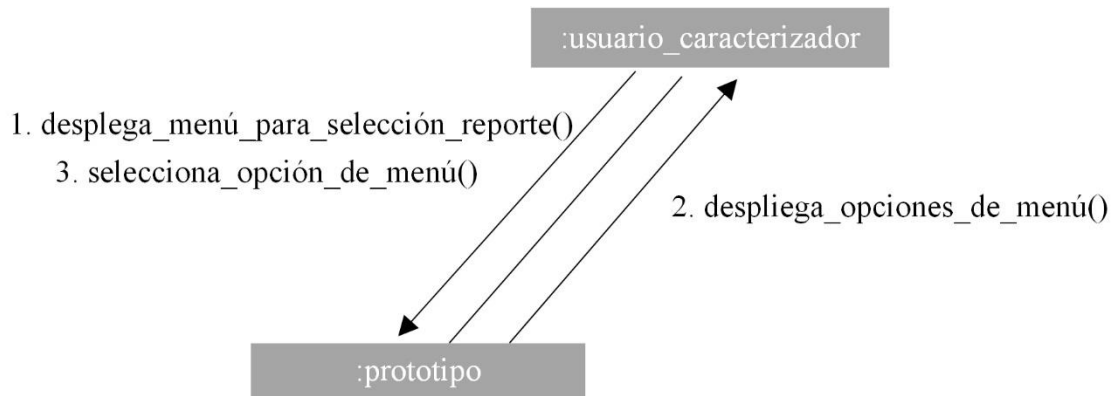 :usuario_caracterizador
1. desplega_menú_para_selección_reporte()
3. selecciona_opción_de_menú()
2. despliega_opciones_de_menú()
:prototipo